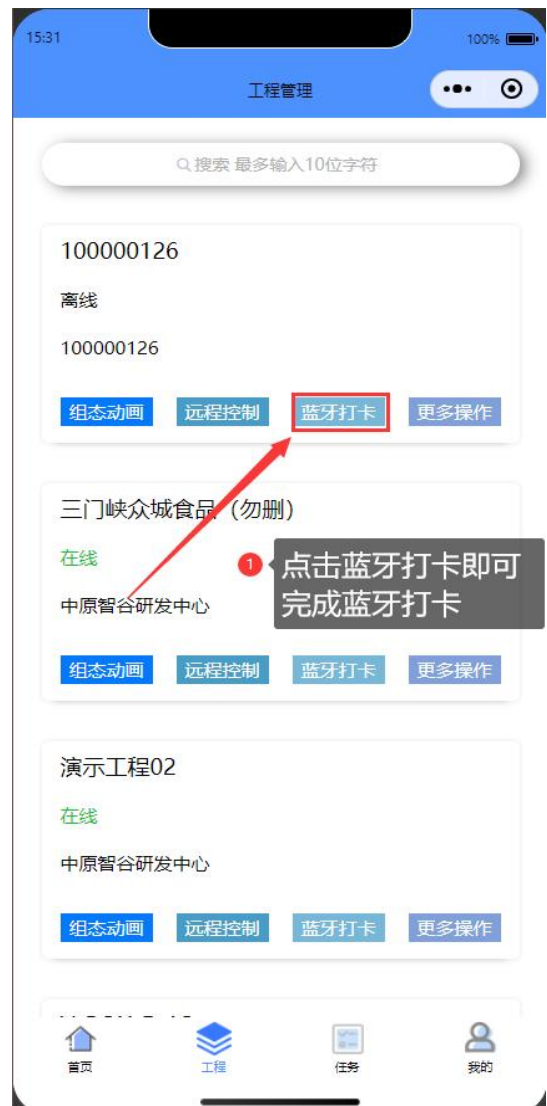 15:31
100%
工程管理
搜索 最多输入10位字符
100000126
离线
100000126
组态动画 远程控制 蓝牙打卡 更多操作
三门峡众城食品（勿删）
在线
1 点击蓝牙打卡即可
完成蓝牙打卡
中原智谷研发中心
组态动画 远程控制 蓝牙打卡 更多操作
演示工程02
在线
中原智谷研发中心
组态动画 远程控制 蓝牙打卡 更多操作
首页 工程 任务 我的